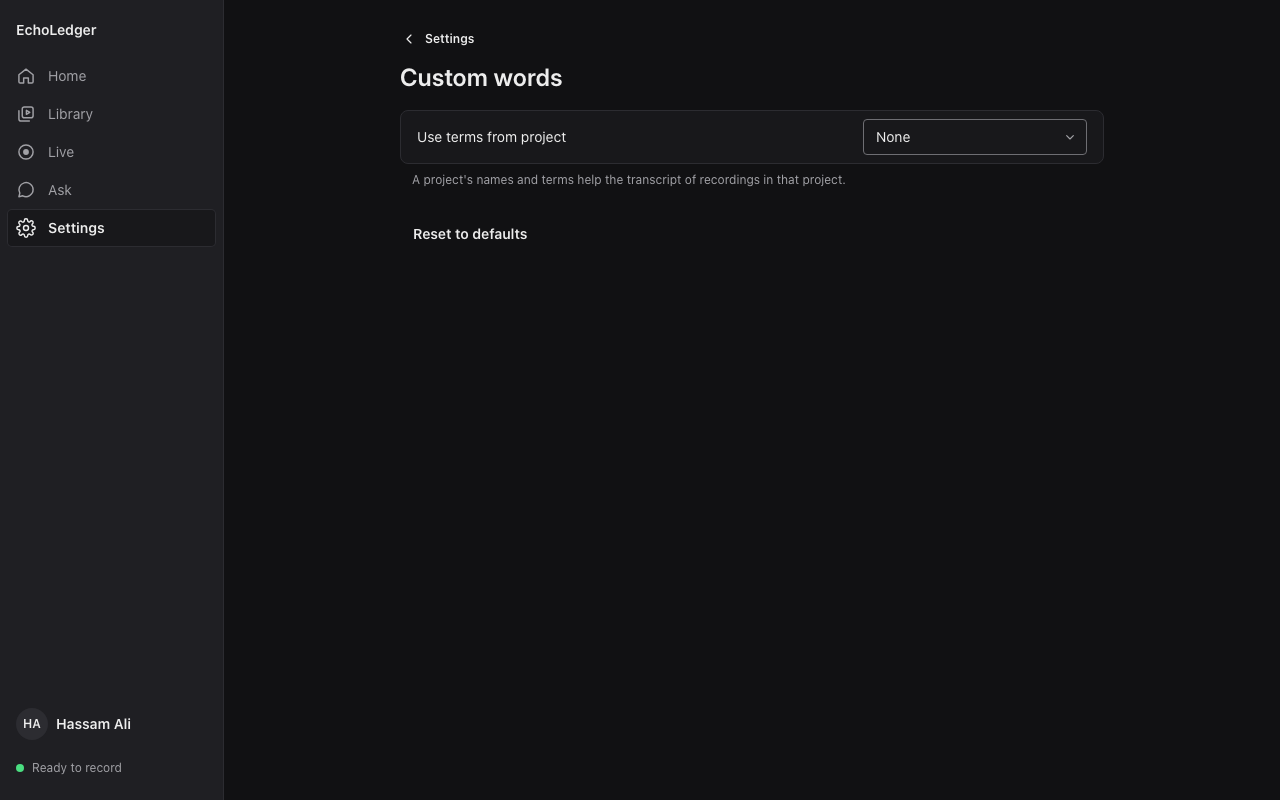 EchoLedger
Home
Library
Live
Ask
Settings
HA
Hassam Ali
Ready to record
Settings
Custom words
Use terms from project
None
A project's names and terms help the transcript of recordings in that project.
Reset to defaults